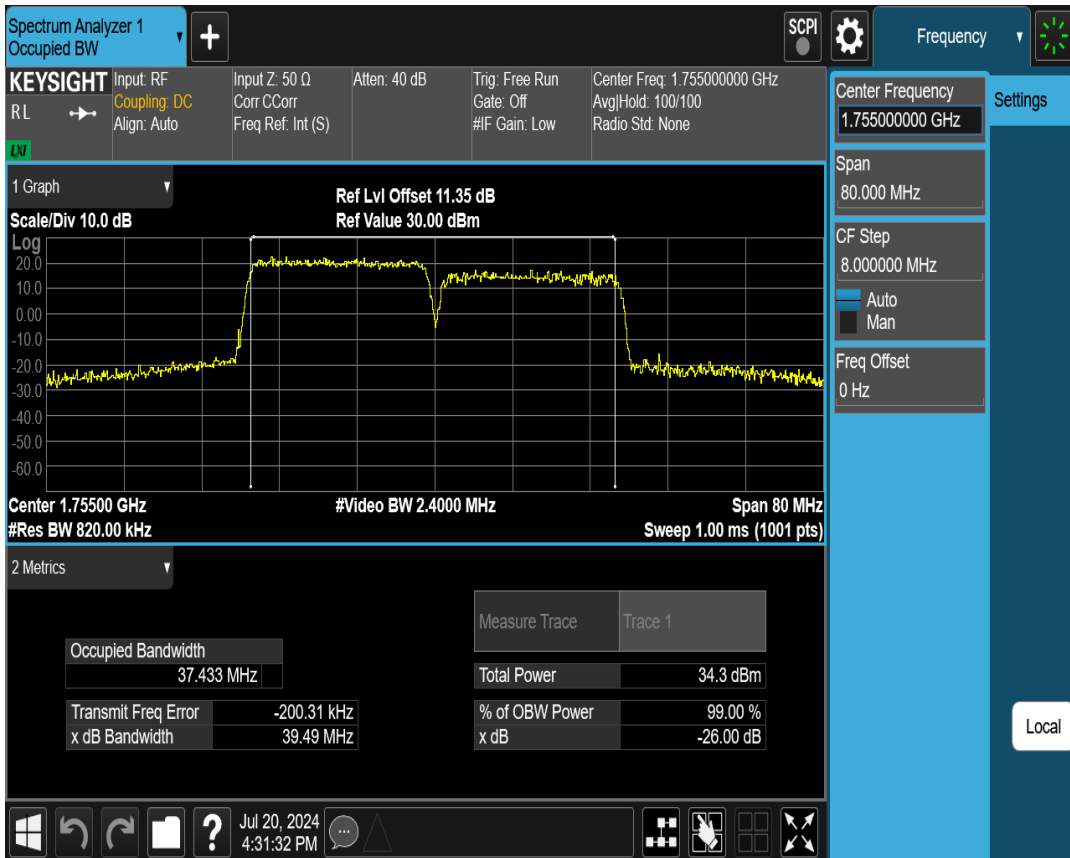 Spectrum Analyzer 1
Occupied BW
+
SCPI
Frequency
KEYSIGHT
RL
LXI
Input: RF
Coupling: DC
Align: Auto
Input Z: 50 Ω
Corr CCorr
Freq Ref: Int (S)
Atten: 40 dB
Trig: Free Run
Gate: Off
#IF Gain: Low
Center Freq: 1.755000000 GHz
Avg|Hold: 100/100
Radio Std: None
Center Frequency
1.755000000 GHz
Settings
Span
80.000 MHz
CF Step
8.000000 MHz
Auto
Man
Freq Offset
0 Hz
Local
1 Graph
Scale/Div 10.0 dB
Ref Lvl Offset 11.35 dB
Ref Value 30.00 dBm
Log
20.0
10.0
0.00
-10.0
-20.0
-30.0
-40.0
-50.0
-60.0
Center 1.75500 GHz
#Video BW 2.4000 MHz
Span 80 MHz
#Res BW 820.00 kHz
Sweep 1.00 ms (1001 pts)
2 Metrics
Measure Trace
Trace 1
Occupied Bandwidth
37.433 MHz
Total Power
34.3 dBm
Transmit Freq Error
-200.31 kHz
% of OBW Power
99.00 %
x dB Bandwidth
39.49 MHz
x dB
-26.00 dB
?
Jul 20, 2024
4:31:32 PM